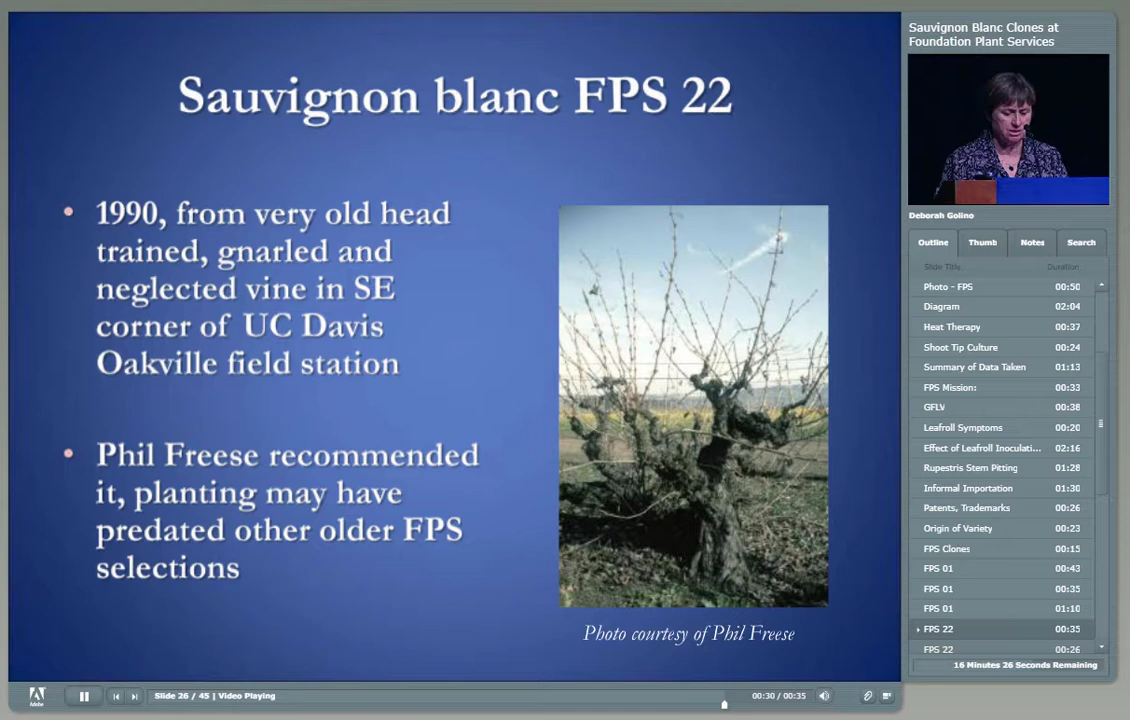 Sauvignon blanc FPS 22
• 1990, from very old head
trained, gnarled and
neglected vine in SE
corner of UC Davis
Oakville field station
• Phil Freese recommended
it, planting may have
predated other older FPS
selections
Photo courtesy of Phil Freese
Sauvignon Blanc Clones at
Foundation Plant Services
Deborah Golino
Outline Thumb Notes Search
Slide Title Duration
Photo - FPS 00:50
Diagram 02:04
Heat Therapy 00:37
Shoot Tip Culture 00:24
Summary of Data Taken 01:13
FPS Mission: 00:33
GFLV 00:38
Leafroll Symptoms 00:20
Effect of Leafroll Inoculati... 02:16
Rupestris Stem Pitting 01:28
Informal Importation 01:30
Patents, Trademarks 00:26
Origin of Variety 00:23
FPS Clones 00:15
FPS 01 00:43
FPS 01 00:35
FPS 01 01:10
FPS 22 00:35
FPS 22 00:26
16 Minutes 26 Seconds Remaining
Adobe
Slide 26 / 45 | Video Playing
00:30 / 00:35